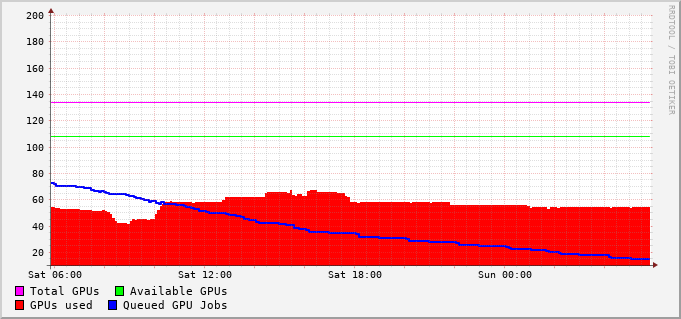 200
180
160
140
120
100
80
60
40
20
Sat 06:00 Sat 12:00 Sat 18:00 Sun 00:00
Total GPUs Available GPUs
GPUs used Queued GPU Jobs
RRDTOOL / TOBI OETIKER